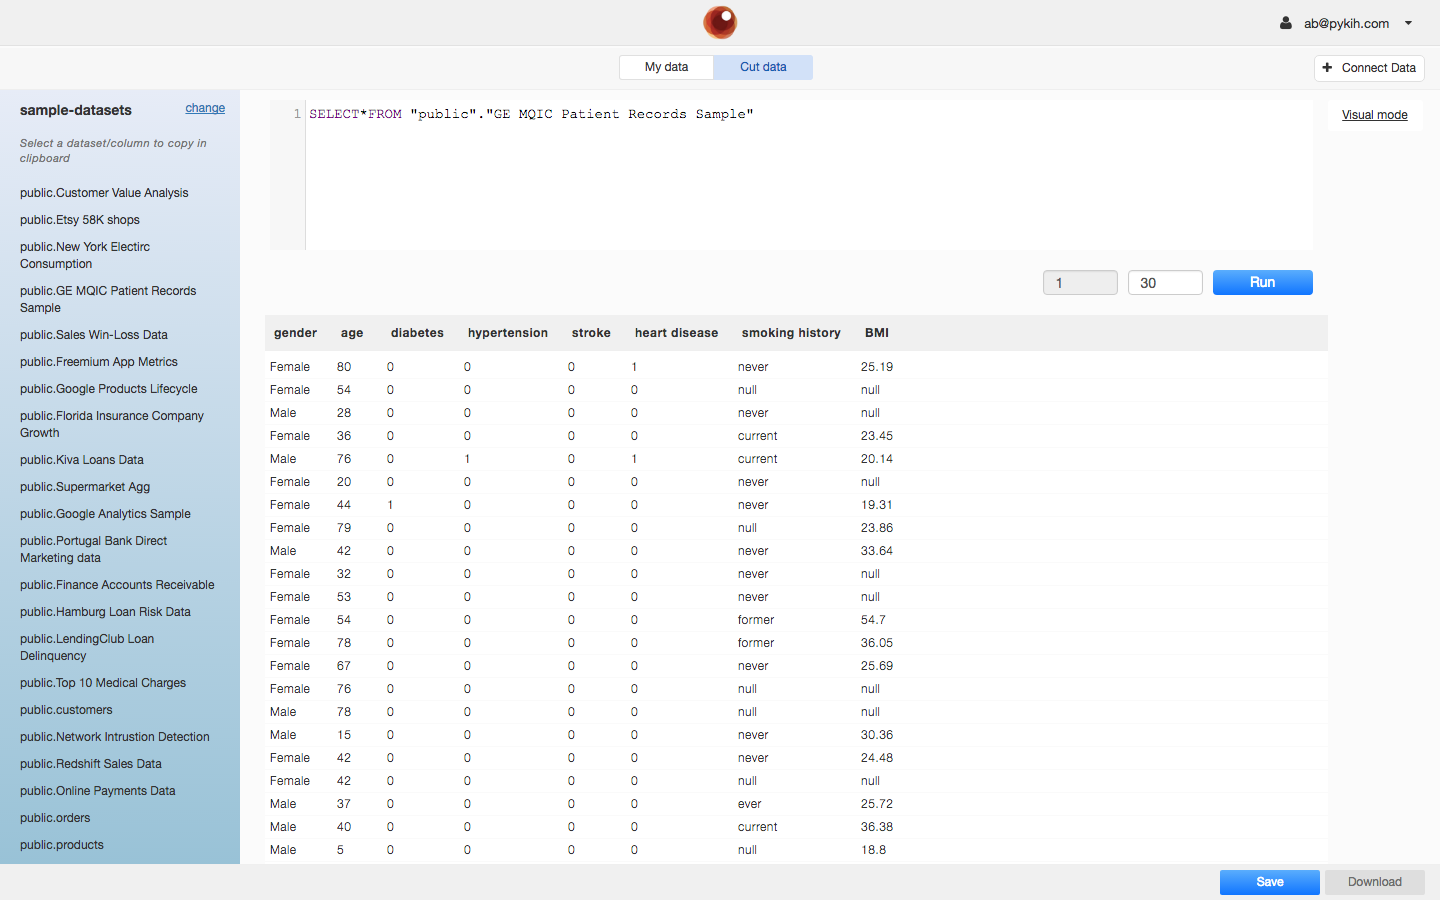 ab@pykih.com
My data Cut data
+ Connect Data
sample-datasets change
Select a dataset/column to copy in
clipboard
public.Customer Value Analysis
public.Etsy 58K shops
public.New York Electirc
Consumption
public.GE MQIC Patient Records
Sample
public.Sales Win-Loss Data
public.Freemium App Metrics
public.Google Products Lifecycle
public.Florida Insurance Company
Growth
public.Kiva Loans Data
public.Supermarket Agg
public.Google Analytics Sample
public.Portugal Bank Direct
Marketing data
public.Finance Accounts Receivable
public.Hamburg Loan Risk Data
public.LendingClub Loan
Delinquency
public.Top 10 Medical Charges
public.customers
public.Network Intrustion Detection
public.Redshift Sales Data
public.Online Payments Data
public.orders
public.products
1 SELECT*FROM "public"."GE MQIC Patient Records Sample"
Visual mode
1 30 Run
gender age diabetes hypertension stroke heart disease smoking history BMI
Female 80 0 0 0 1 never 25.19
Female 54 0 0 0 0 null null
Male 28 0 0 0 0 never null
Female 36 0 0 0 0 current 23.45
Male 76 0 1 0 1 current 20.14
Female 20 0 0 0 0 never null
Female 44 1 0 0 0 never 19.31
Female 79 0 0 0 0 null 23.86
Male 42 0 0 0 0 never 33.64
Female 32 0 0 0 0 never null
Female 53 0 0 0 0 never null
Female 54 0 0 0 0 former 54.7
Female 78 0 0 0 0 former 36.05
Female 67 0 0 0 0 never 25.69
Female 76 0 0 0 0 null null
Male 78 0 0 0 0 null null
Male 15 0 0 0 0 never 30.36
Female 42 0 0 0 0 never 24.48
Female 42 0 0 0 0 null null
Male 37 0 0 0 0 ever 25.72
Male 40 0 0 0 0 current 36.38
Male 5 0 0 0 0 null 18.8
Save Download